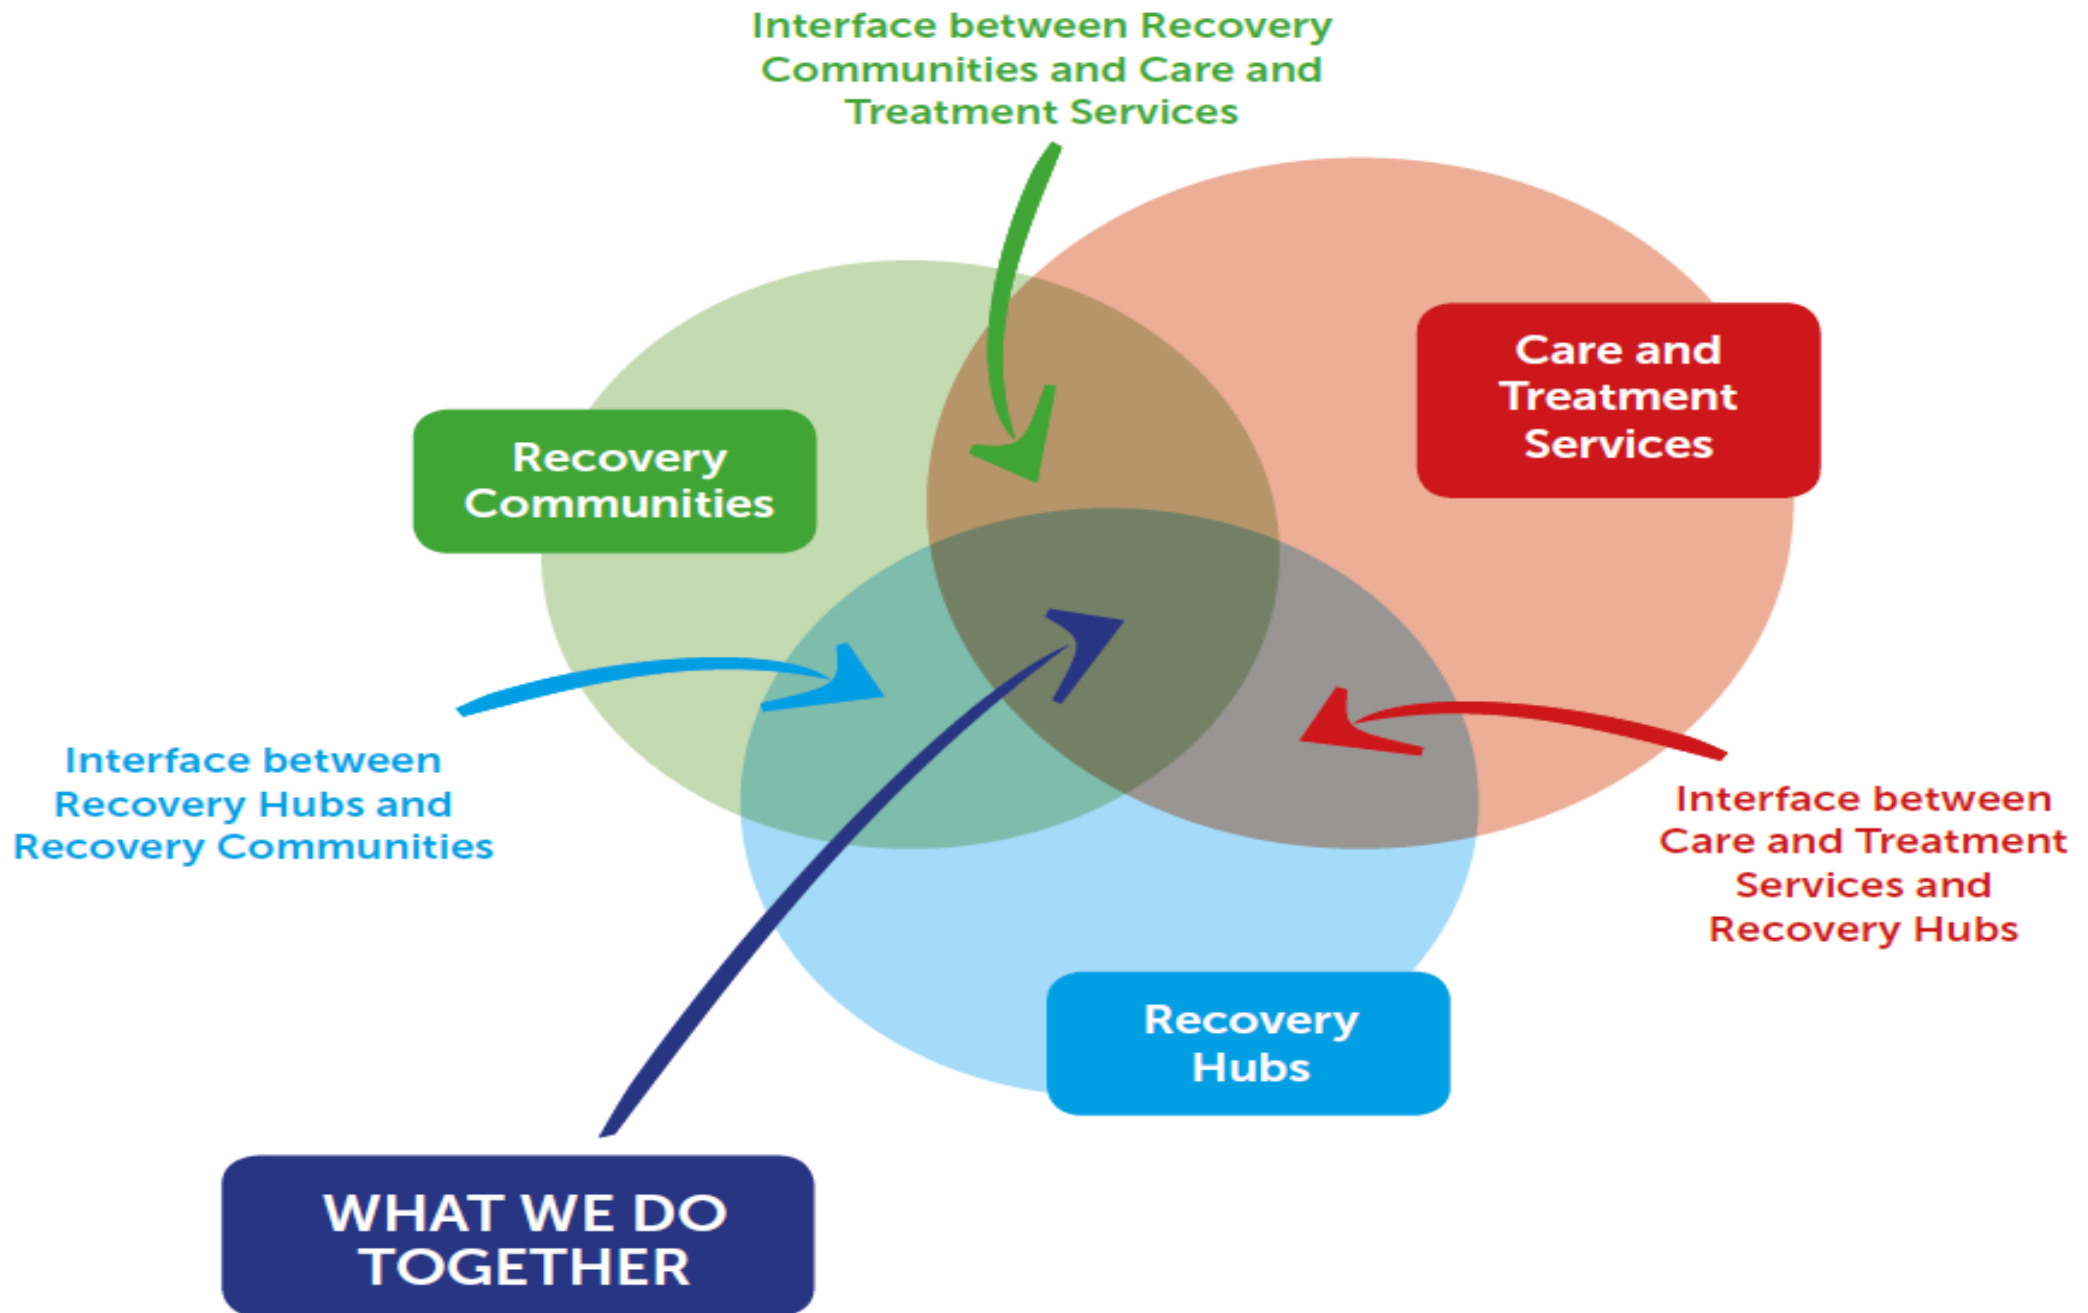 Interface between Recovery
Communities and Care and
Treatment Services
Care and
Treatment
Services
Recovery
Communities
Interface between
Recovery Hubs and
Recovery Communities
Interface between
Care and Treatment
Services and
Recovery Hubs
Recovery
Hubs
WHAT WE DO
TOGETHER